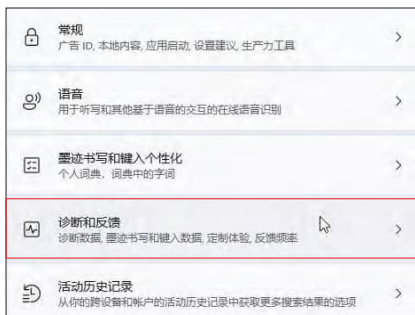 常规
广告 ID, 本地内容, 应用启动, 设置建议, 生产力工具
语音
用于听写和其他基于语音的交互的在线语音识别
墨迹书写和键入个性化
个人词典，词典中的字词
诊断和反馈
诊断数据, 墨迹书写和键入数据, 定制体验, 反馈频率
活动历史记录
从你的跨设备和帐户的活动历史记录中获取更多搜索结果的选项